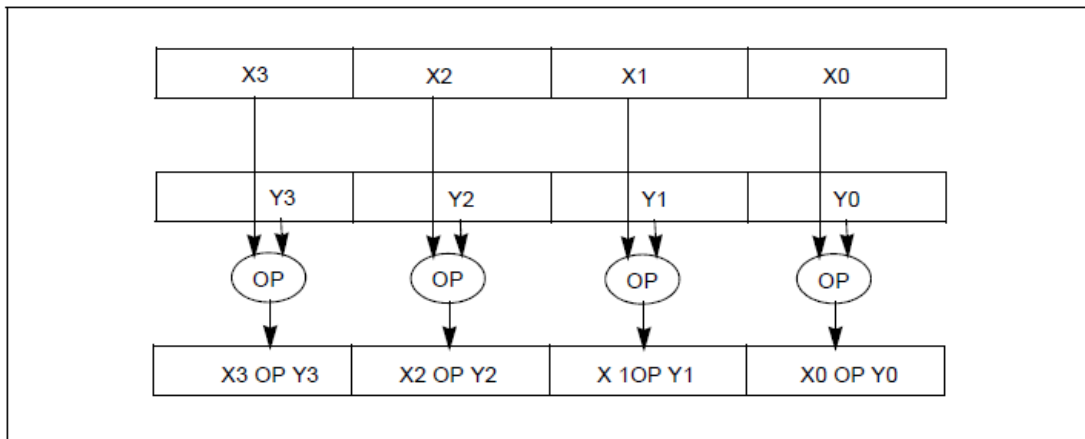 X3 X2 X1 X0
Y3 Y2 Y1 Y0
OP OP OP OP
X3 OP Y3 X2 OP Y2 X 1OP Y1 X0 OP Y0